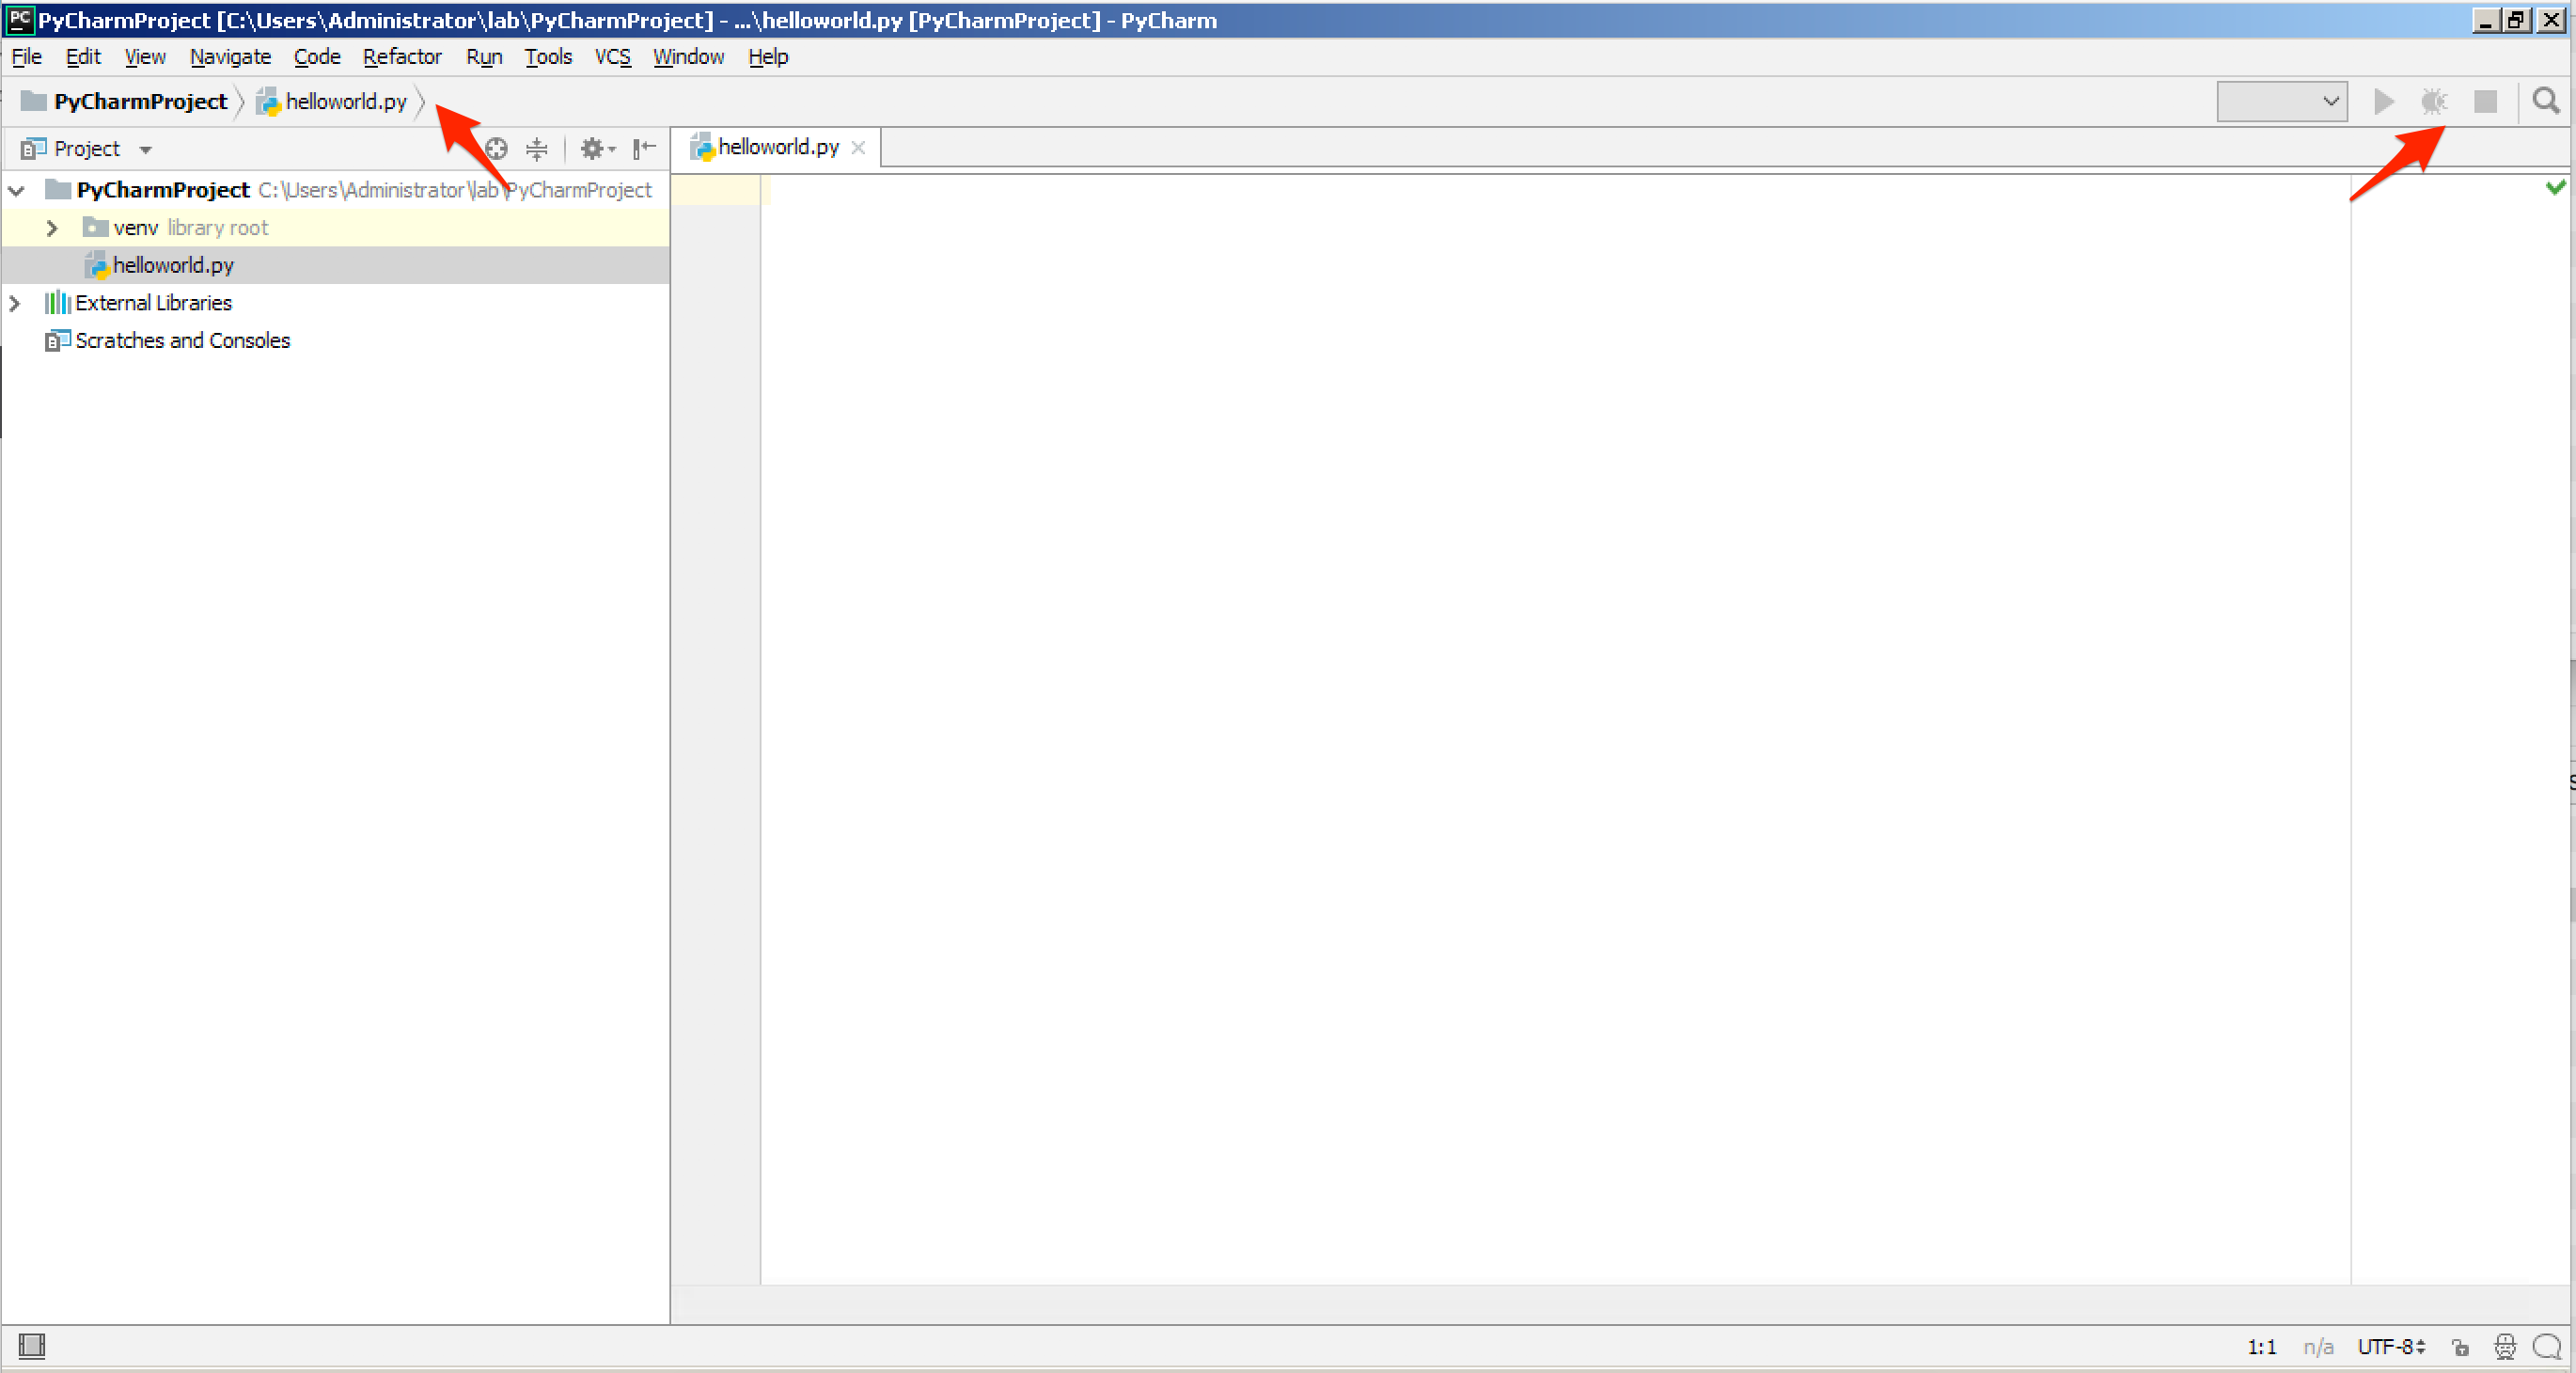 PC PyCharmProject [C:\Users\Administrator\lab\PyCharmProject] - ...\helloworld.py [PyCharmProject] - PyCharm
File Edit View Navigate Code Refactor Run Tools VCS Window Help
PyCharmProject helloworld.py
Project
helloworld.py
PyCharmProject C:\Users\Administrator\lab\PyCharmProject
venv library root
helloworld.py
External Libraries
Scratches and Consoles
1:1 n/a UTF-8